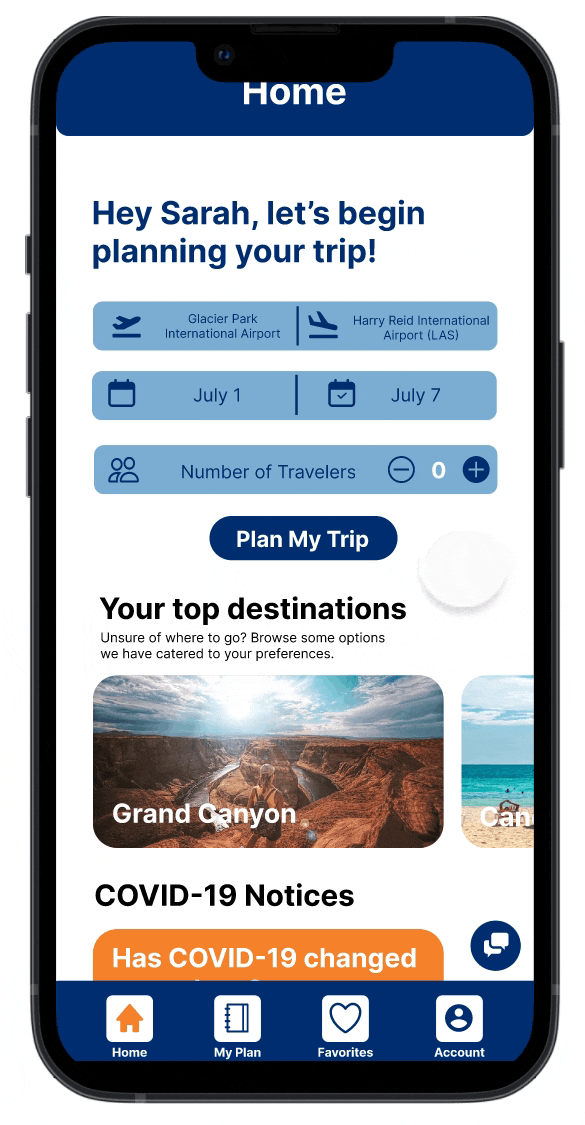 Home
Hey Sarah, let’s begin
planning your trip!
Glacier Park
International Airport
Harry Reid International
Airport (LAS)
July 1
July 7
Number of Travelers
0
Plan My Trip
Your top destinations
Unsure of where to go? Browse some options
we have catered to your preferences.
Grand Canyon
COVID-19 Notices
Has COVID-19 changed
Home
My Plan
Favorites
Account